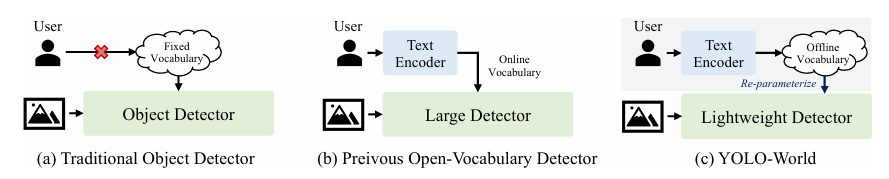 User
Fixed
Vocabulary
Object Detector
(a) Traditional Object Detector
User
Text
Encoder
Online
Vocabulary
Large Detector
(b) Preivous Open-Vocabulary Detector
User
Text
Encoder
Offline
Vocabulary
Re-parameterize
Lightweight Detector
(c) YOLO-World